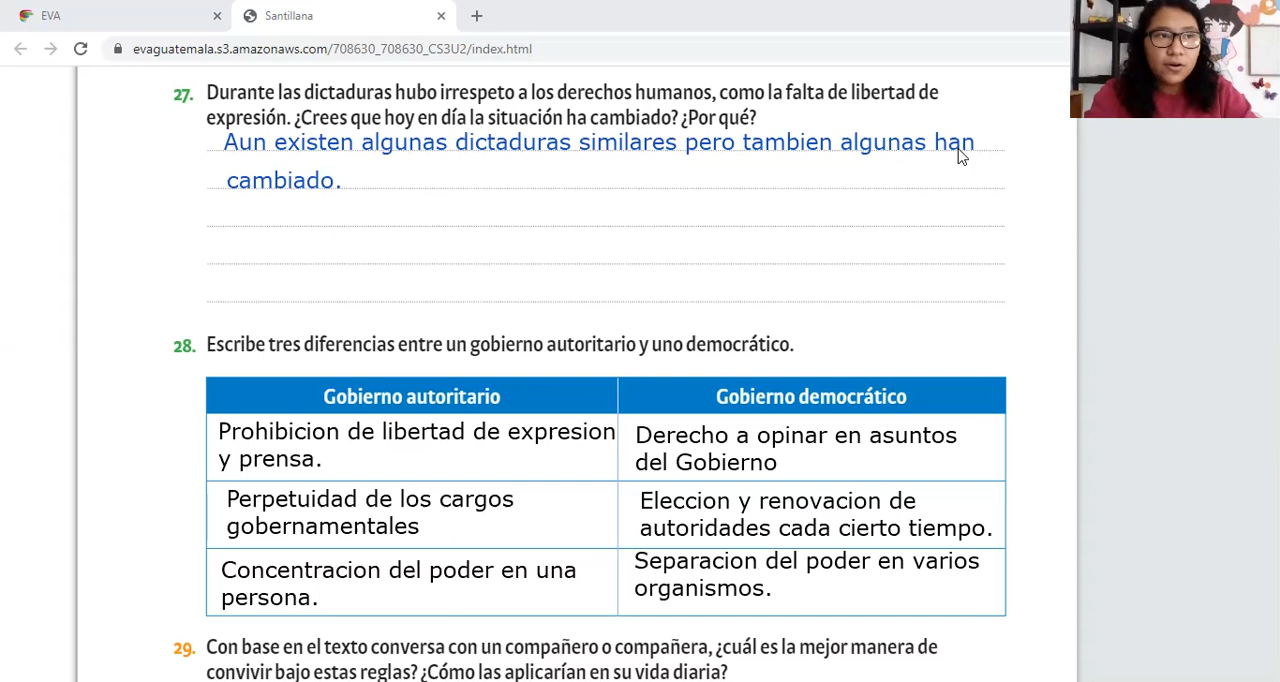 EVA
Santillana
evaguatemala.s3.amazonaws.com/708630_708630_CS3U2/index.html
27. Durante las dictaduras hubo irrespeto a los derechos humanos, como la falta de libertad de
expresión. ¿Crees que hoy en día la situación ha cambiado? ¿Por qué?
Aun existen algunas dictaduras similares pero tambien algunas han
cambiado.
28. Escribe tres diferencias entre un gobierno autoritario y uno democrático.
Gobierno autoritario
Gobierno democrático
Prohibicion de libertad de expresion
y prensa.
Derecho a opinar en asuntos
del Gobierno
Perpetuidad de los cargos
gobernamentales
Eleccion y renovacion de
autoridades cada cierto tiempo.
Concentracion del poder en una
persona.
Separacion del poder en varios
organismos.
29. Con base en el texto conversa con un compañero o compañera, ¿cuál es la mejor manera de
convivir bajo estas reglas? ¿Cómo las aplicarían en su vida diaria?